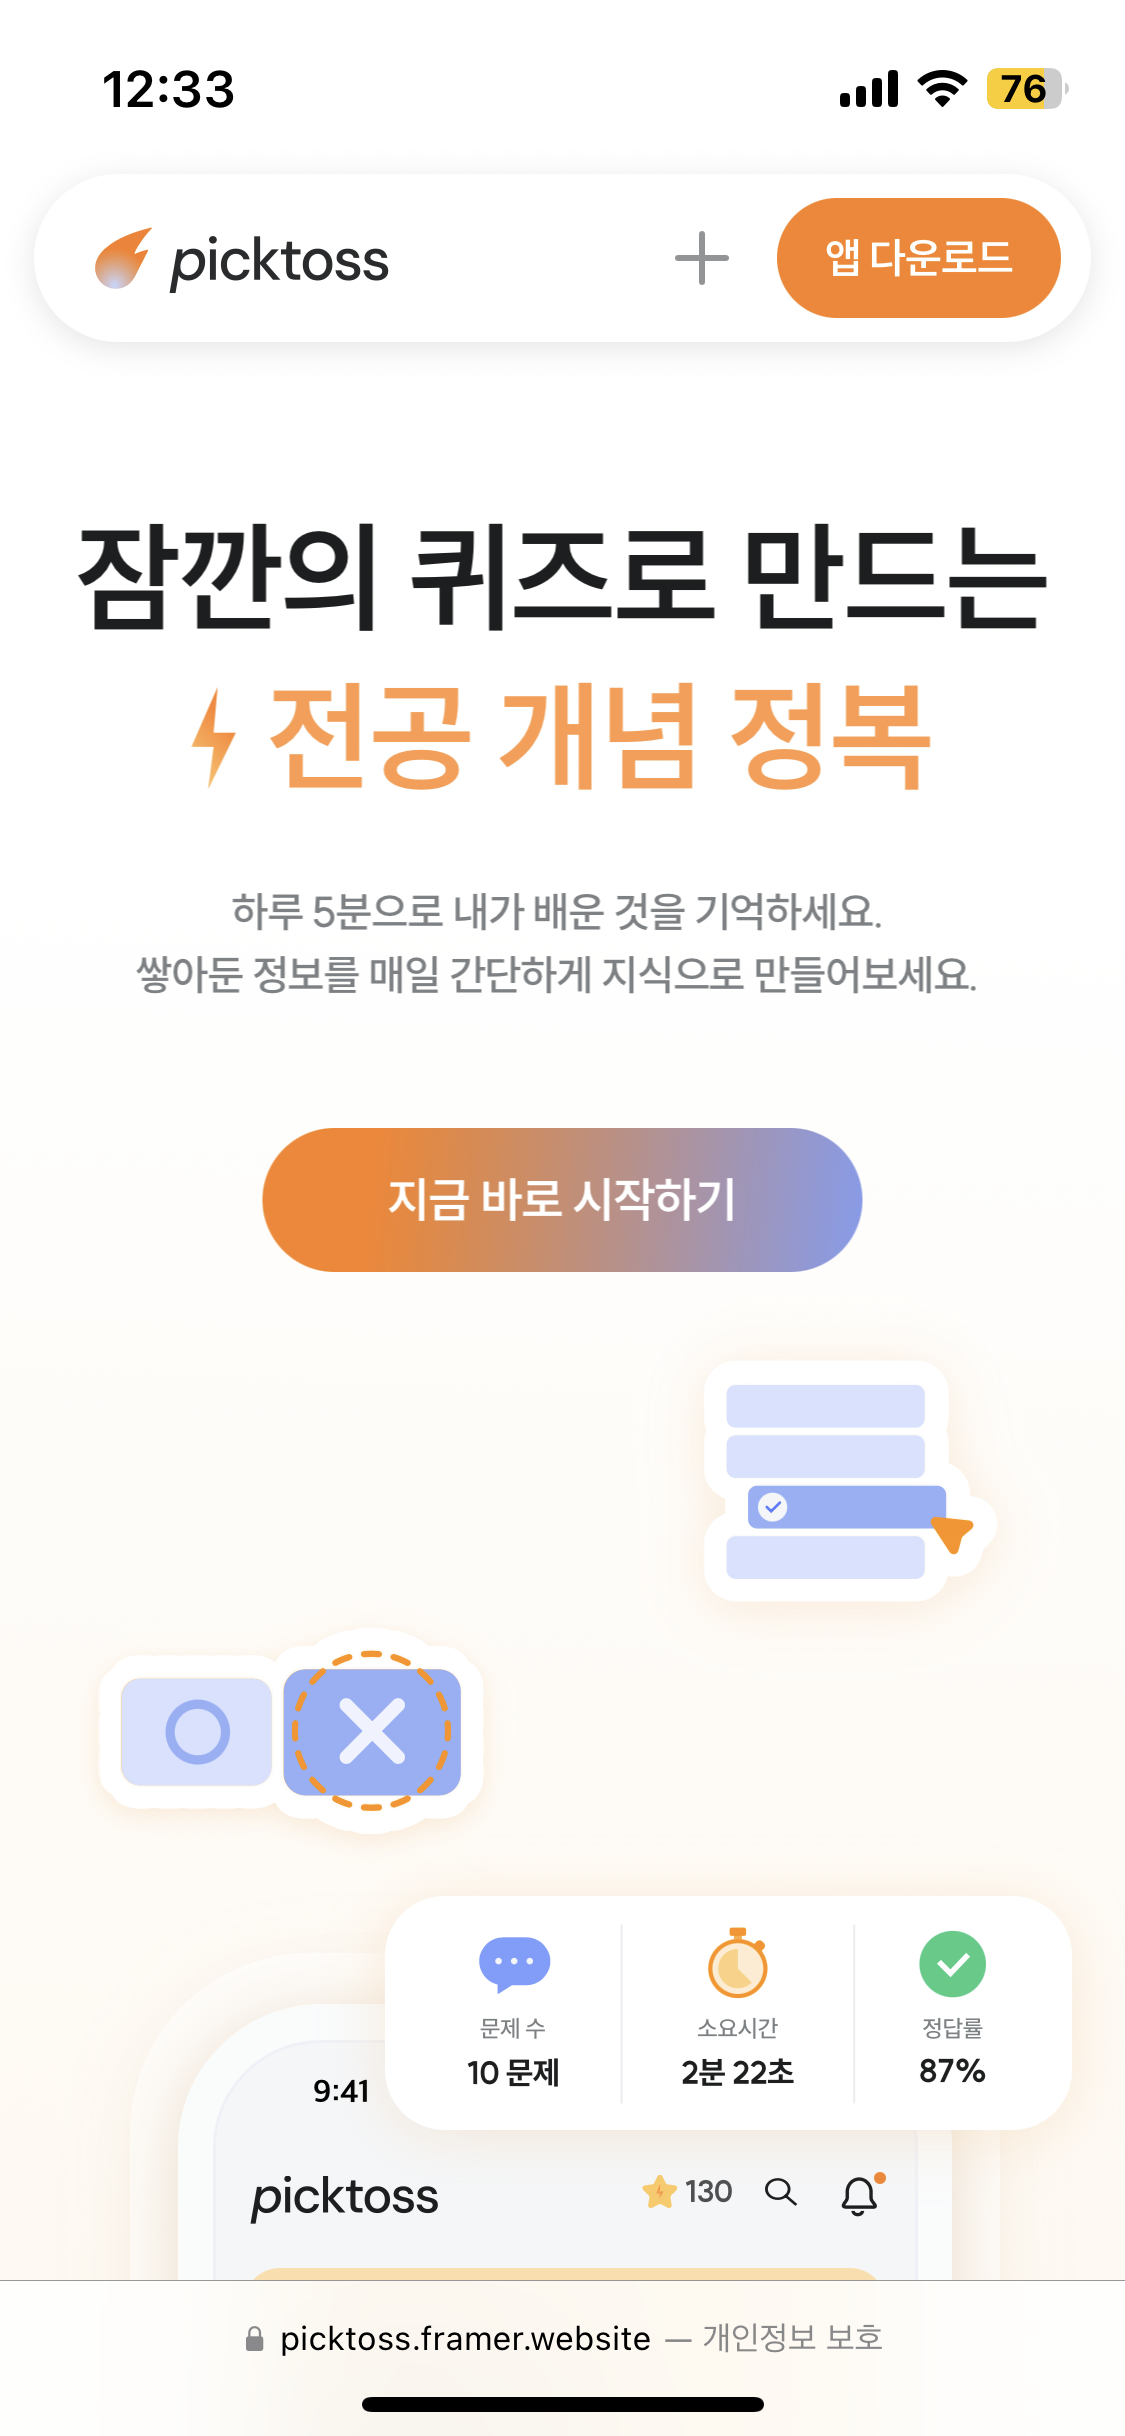 12:33
76
picktoss
앱 다운로드
잠깐의 퀴즈로 만드는
전공 개념 정복
하루 5분으로 내가 배운 것을 기억하세요.
쌓아둔 정보를 매일 간단하게 지식으로 만들어보세요.
지금 바로 시작하기
문제 수
10 문제
소요시간
2분 22초
정답률
87%
9:41
picktoss
130
picktoss.framer.website — 개인정보 보호